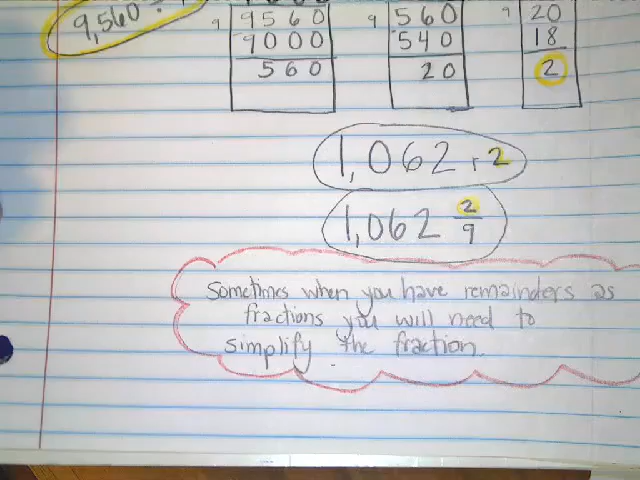 9,560 ÷
9 9560 9 560 9 20
9000 540 18
560 20 2
1,062 r 2
1,062 2/9
Sometimes when you have remainders as
fractions you will need to
simplify the fraction.